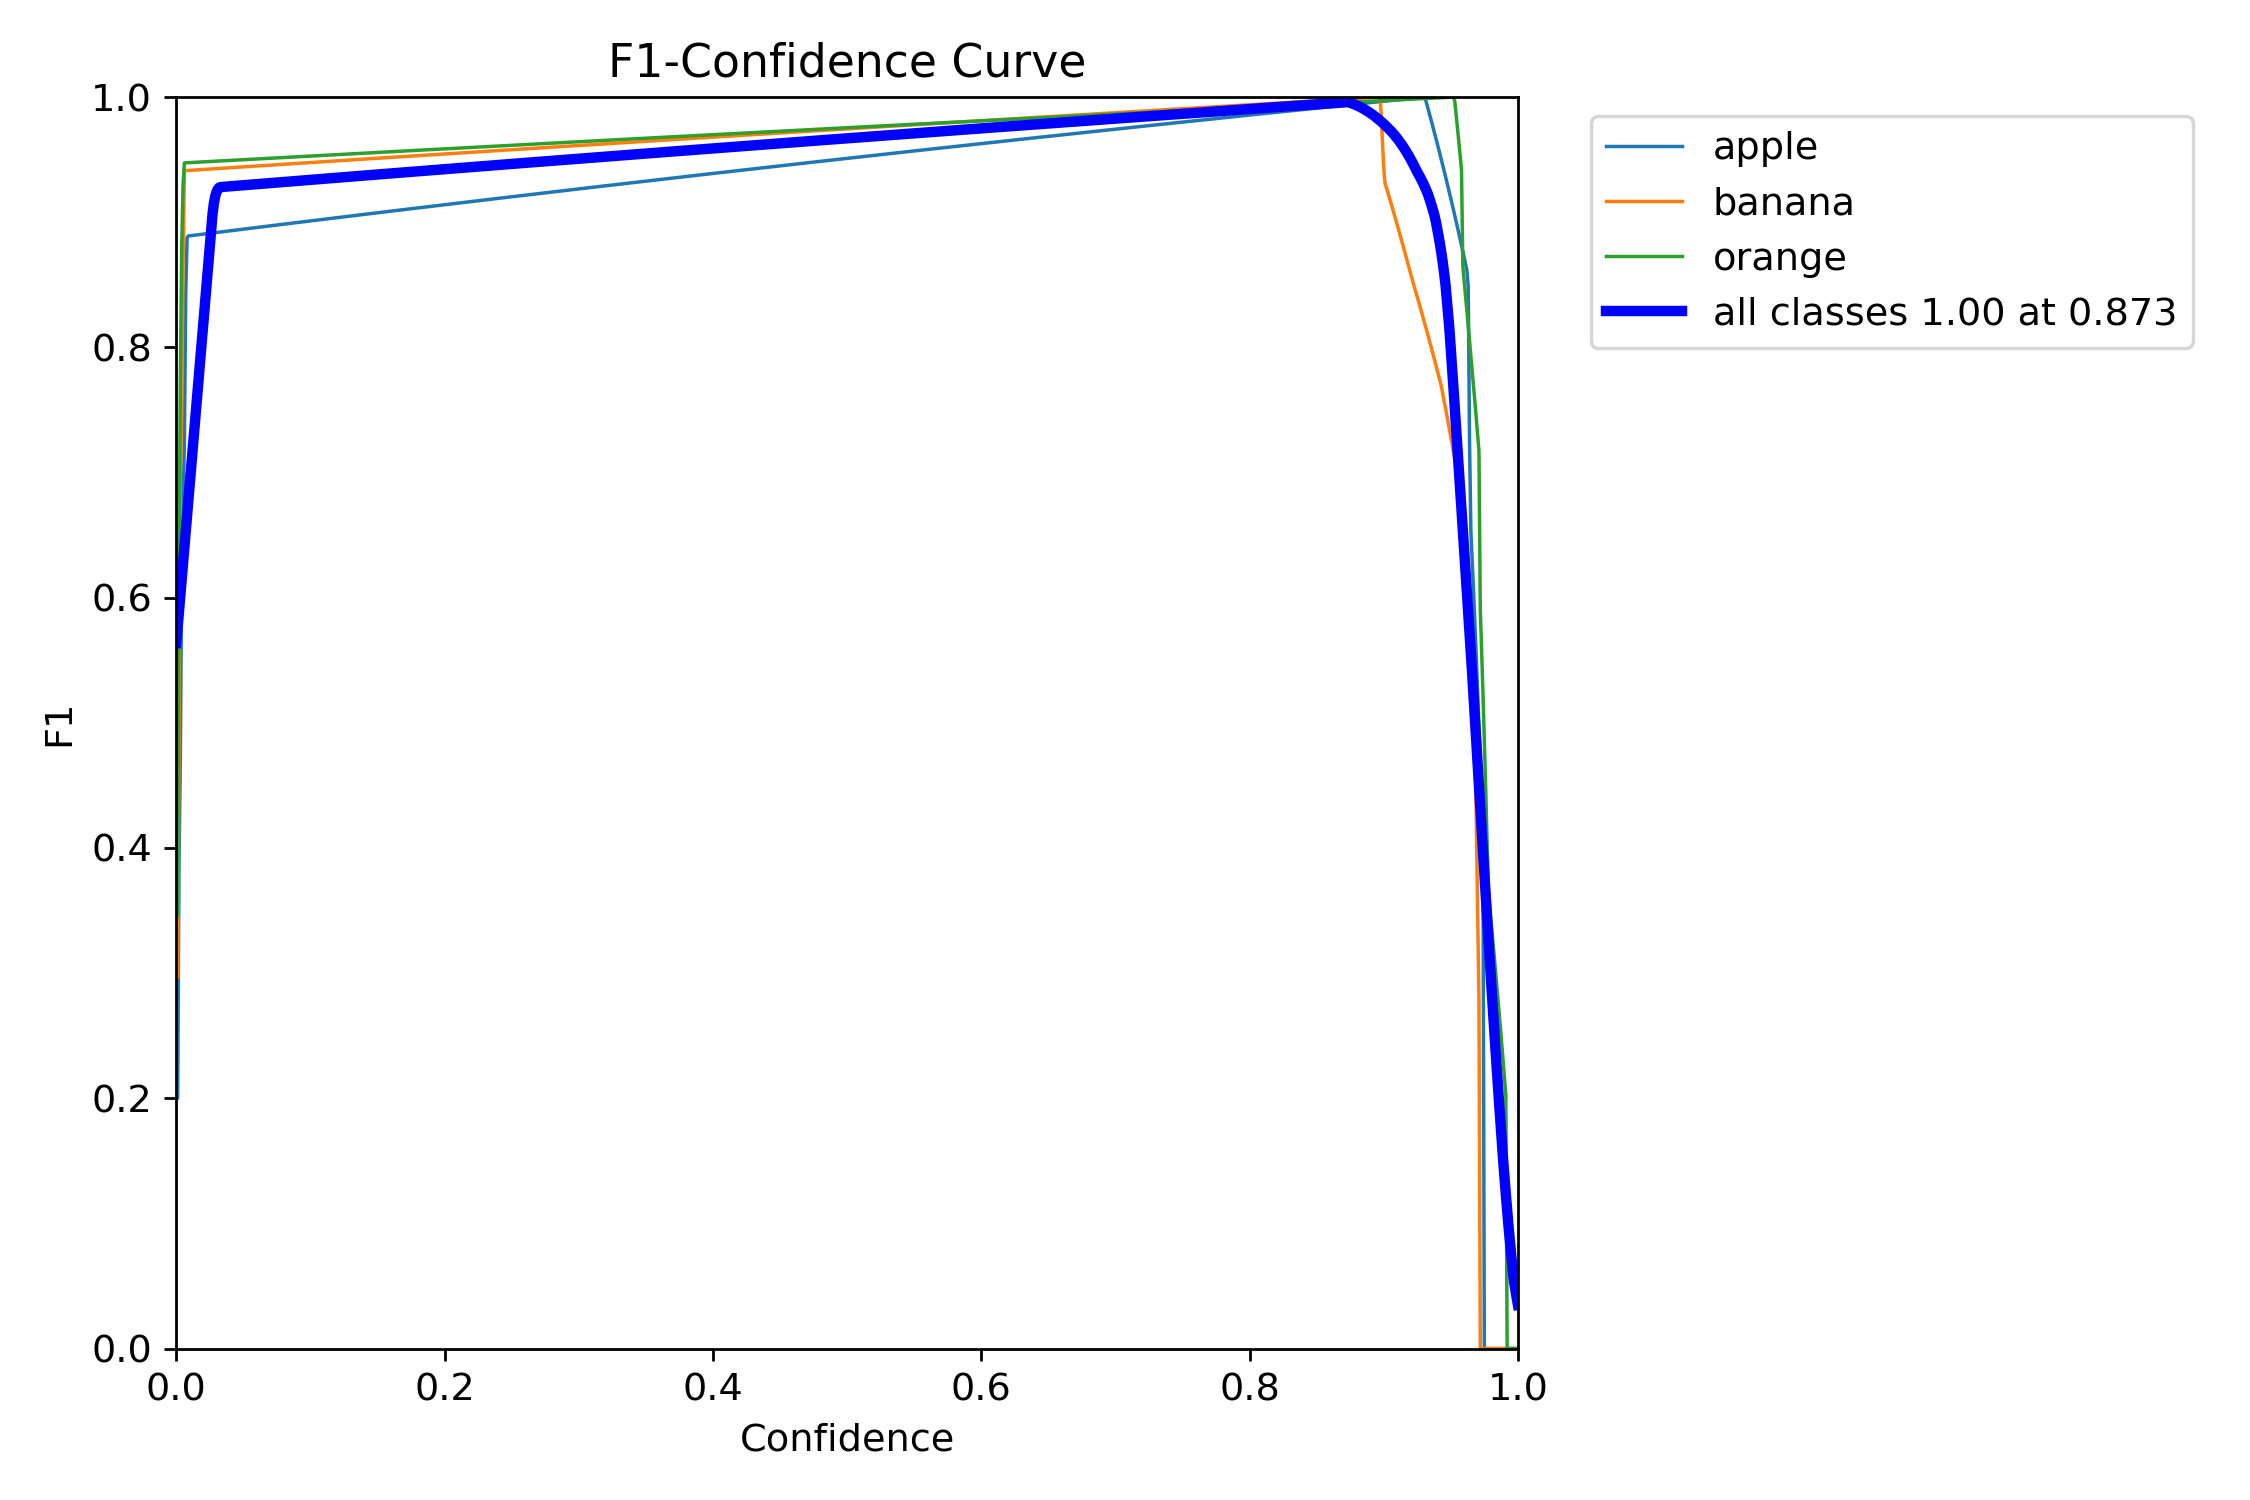 F1-Confidence Curve
1.0
0.8
0.6
0.4
0.2
0.0
F1
0.0 0.2 0.4 0.6 0.8 1.0
Confidence
apple
banana
orange
all classes 1.00 at 0.873